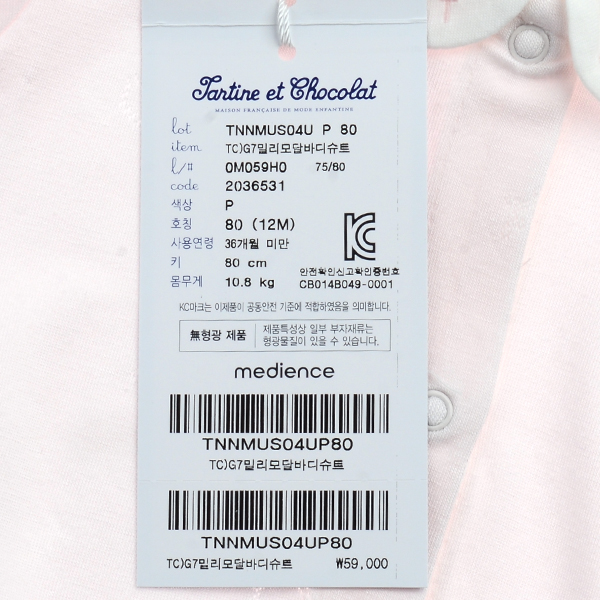 Tartine et Chocolat
MAISON FRANÇAISE DE MODE ENFANTINE
lot TNNMUS04U P 80
item TC)G7밀리모달바디슈트
l/# 0M059H0 75/80
code 2036531
색상 P
호칭 80 (12M)
사용연령 36개월 미만
키 80 cm
몸무게 10.8 kg
안전확인신고확인증번호
CB014B049-0001
KC마크는 이제품이 공통안전 기준에 적합하였음을 의미합니다.
無형광 제품
제품특성상 일부 부자재류는
형광물질이 있을 수 있습니다.
medience
TNNMUS04UP80
TC)G7밀리모달바디슈트
TNNMUS04UP80
TC)G7밀리모달바디슈트 ₩59,000